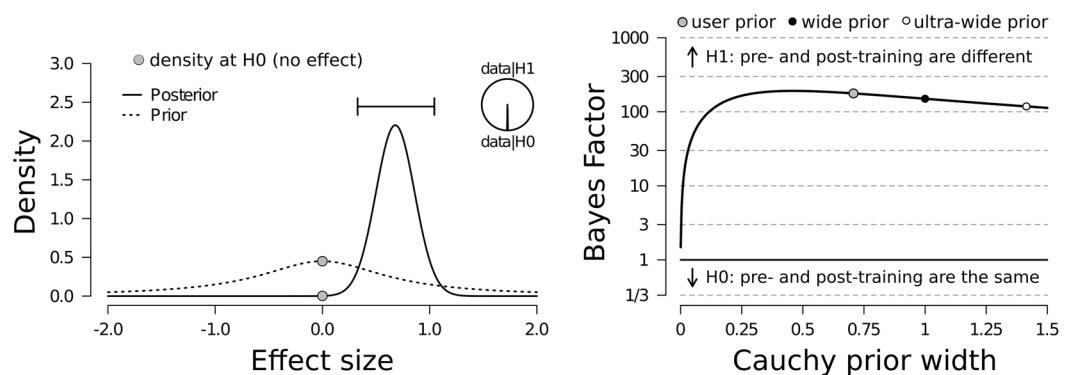 density at H0 (no effect)
Posterior
Prior
data|H1
data|H0
3.0
2.5
2.0
1.5
1.0
0.5
0.0
Density
-2.0 -1.0 0.0 1.0 2.0
Effect size
user prior wide prior ultra-wide prior
1000
300
100
30
10
3
1
1/3
Bayes Factor
↑ H1: pre- and post-training are different
↓ H0: pre- and post-training are the same
0 0.25 0.5 0.75 1 1.25 1.5
Cauchy prior width